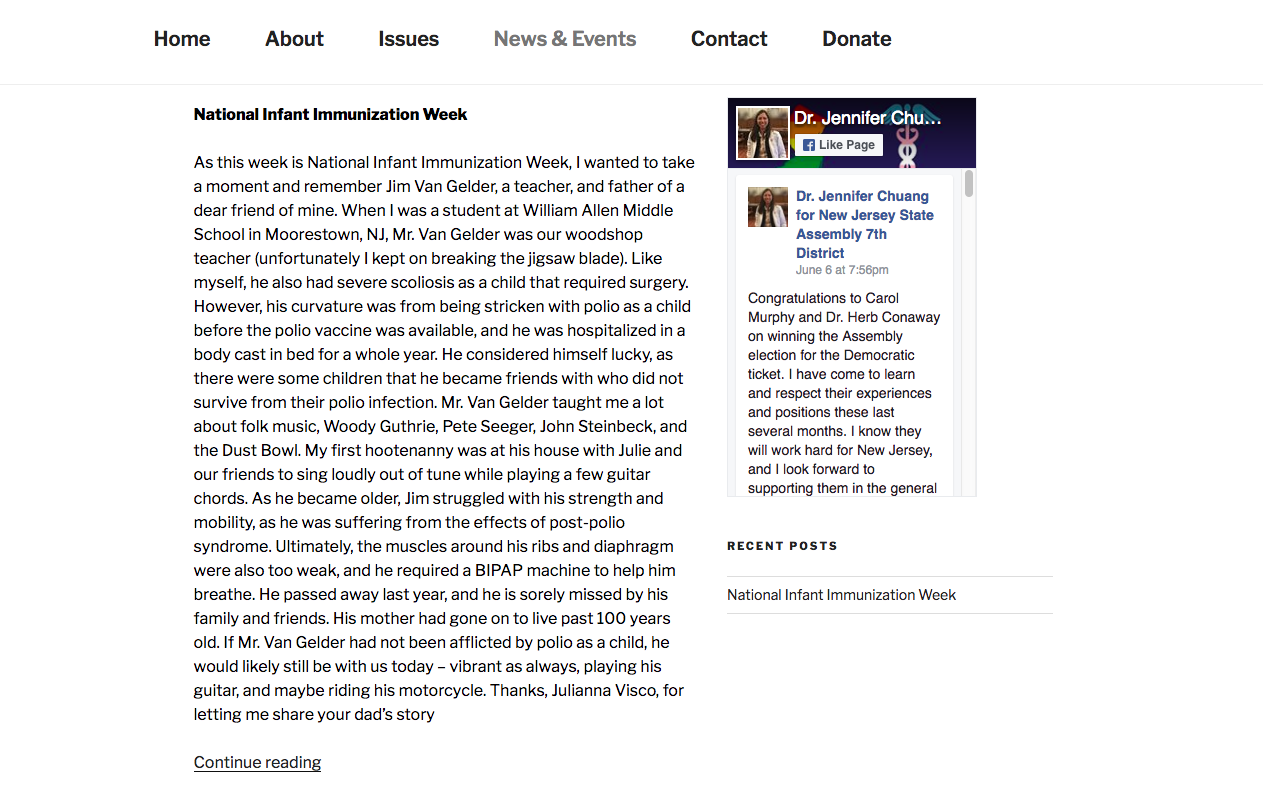 Home About Issues News & Events Contact Donate
National Infant Immunization Week
As this week is National Infant Immunization Week, I wanted to take
a moment and remember Jim Van Gelder, a teacher, and father of a
dear friend of mine. When I was a student at William Allen Middle
School in Moorestown, NJ, Mr. Van Gelder was our woodshop
teacher (unfortunately I kept on breaking the jigsaw blade). Like
myself, he also had severe scoliosis as a child that required surgery.
However, his curvature was from being stricken with polio as a child
before the polio vaccine was available, and he was hospitalized in a
body cast in bed for a whole year. He considered himself lucky, as
there were some children that he became friends with who did not
survive from their polio infection. Mr. Van Gelder taught me a lot
about folk music, Woody Guthrie, Pete Seeger, John Steinbeck, and
the Dust Bowl. My first hootenanny was at his house with Julie and
our friends to sing loudly out of tune while playing a few guitar
chords. As he became older, Jim struggled with his strength and
mobility, as he was suffering from the effects of post-polio
syndrome. Ultimately, the muscles around his ribs and diaphragm
were also too weak, and he required a BIPAP machine to help him
breathe. He passed away last year, and he is sorely missed by his
family and friends. His mother had gone on to live past 100 years
old. If Mr. Van Gelder had not been afflicted by polio as a child, he
would likely still be with us today – vibrant as always, playing his
guitar, and maybe riding his motorcycle. Thanks, Julianna Visco, for
letting me share your dad's story
Continue reading
Dr. Jennifer Chu...
Like Page
Dr. Jennifer Chuang
for New Jersey State
Assembly 7th
District
June 6 at 7:56pm
Congratulations to Carol
Murphy and Dr. Herb Conaway
on winning the Assembly
election for the Democratic
ticket. I have come to learn
and respect their experiences
and positions these last
several months. I know they
will work hard for New Jersey,
and I look forward to
supporting them in the general
RECENT POSTS
National Infant Immunization Week